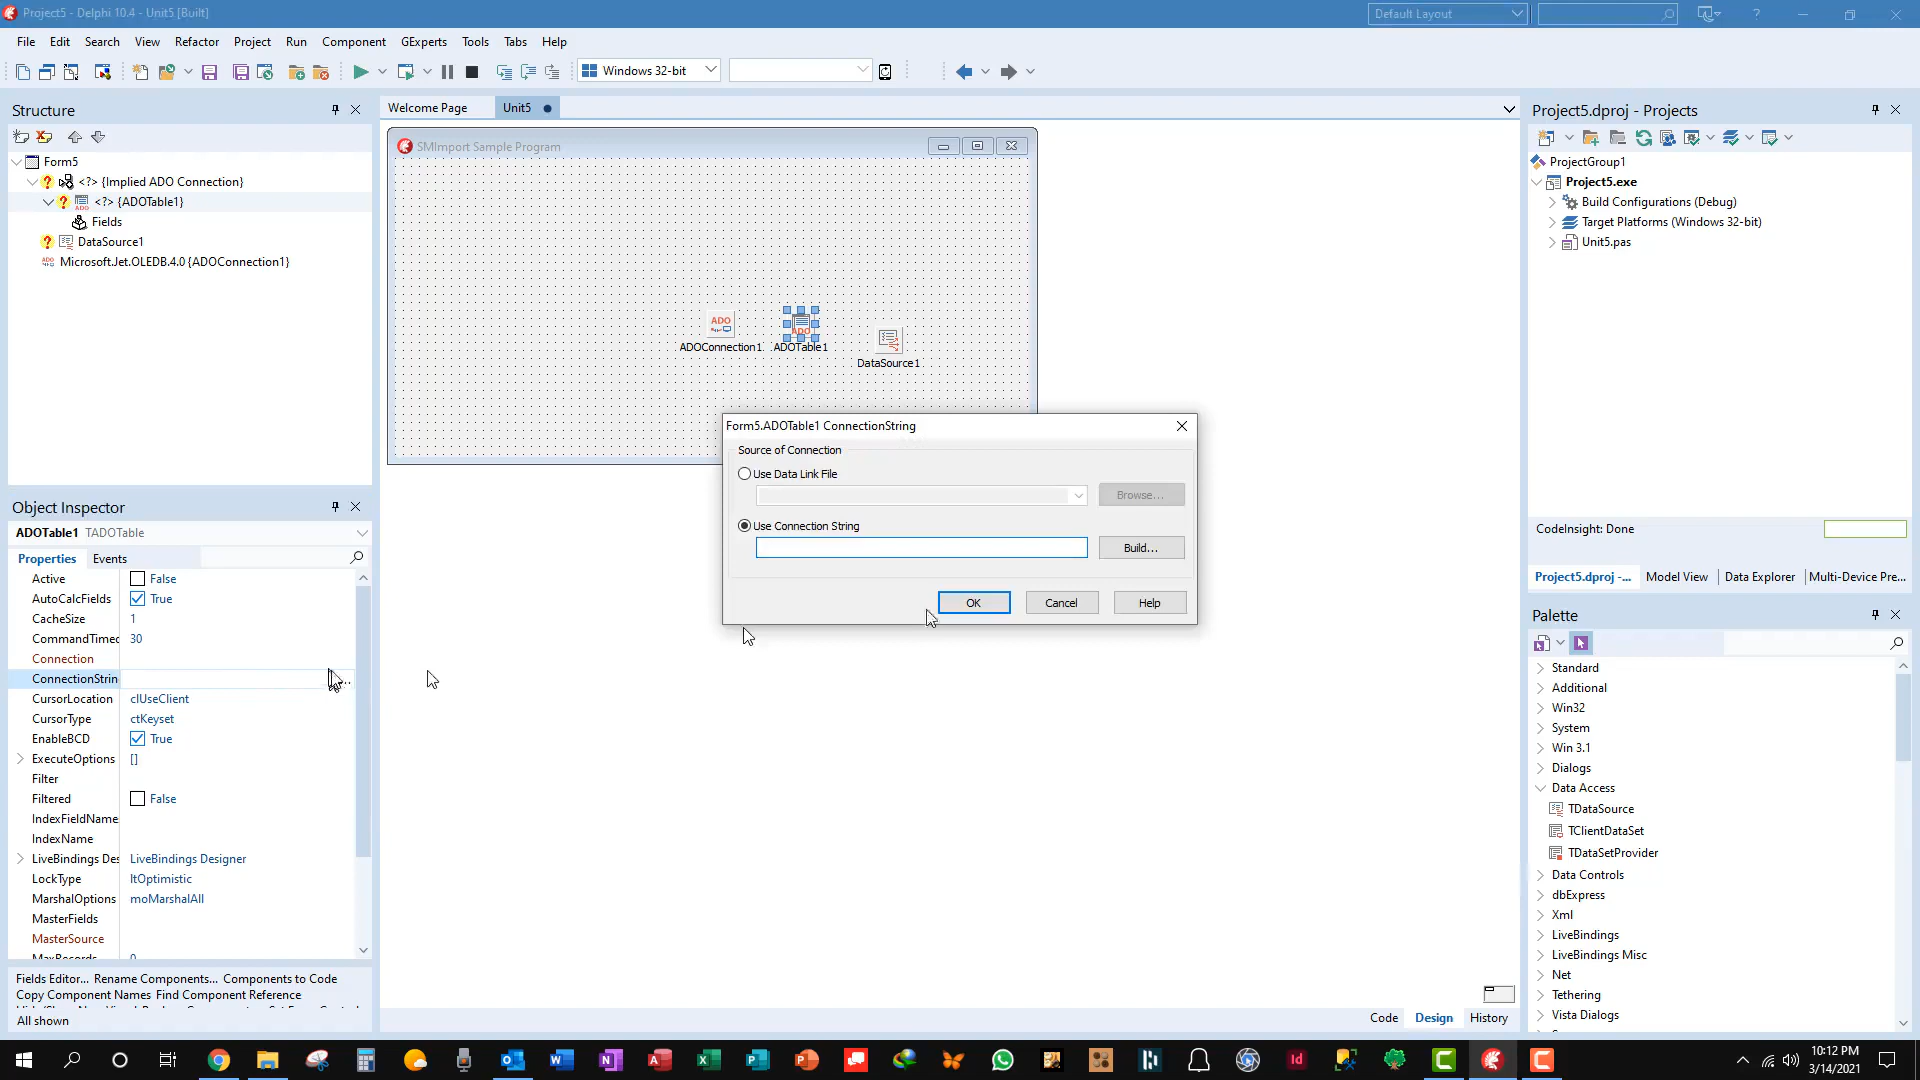 Project5 - Delphi 10.4 - Unit5 [Built]
Default Layout
File Edit Search View Refactor Project Run Component GExperts Tools Tabs Help
Windows 32-bit
Structure
Form5
<?> {Implied ADO Connection}
<?> {ADOTable1}
Fields
DataSource1
Microsoft.Jet.OLEDB.4.0 {ADOConnection1}
Object Inspector
ADOTable1 TADOTable
Properties Events
Active False
AutoCalcFields True
CacheSize 1
CommandTimeo 30
Connection
ConnectionStrin
CursorLocation clUseClient
CursorType ctKeyset
EnableBCD True
ExecuteOptions []
Filter
Filtered False
IndexFieldName
IndexName
LiveBindings Des LiveBindings Designer
LockType ltOptimistic
MarshalOptions moMarshalAll
MasterFields
MasterSource
MaxRecords 0
Fields Editor... Rename Components... Components to Code
Copy Component Names Find Component Reference
All shown
Welcome Page Unit5
SMImport Sample Program
ADO
ADOConnection1
ADO
ADOTable1
DataSource1
Form5.ADOTable1 ConnectionString
Source of Connection
Use Data Link File
Browse...
Use Connection String
Build...
OK Cancel Help
Code Design History
Project5.dproj - Projects
ProjectGroup1
Project5.exe
Build Configurations (Debug)
Target Platforms (Windows 32-bit)
Unit5.pas
CodeInsight: Done
Project5.dproj -... Model View Data Explorer Multi-Device Pre...
Palette
Standard
Additional
Win32
System
Win 3.1
Dialogs
Data Access
TDataSource
TClientDataSet
TDataSetProvider
Data Controls
dbExpress
Xml
LiveBindings
LiveBindings Misc
Net
Tethering
Vista Dialogs
10:12 PM
3/14/2021